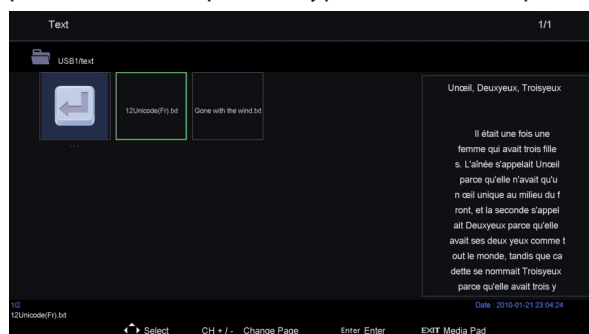 Text
1/1
USB1/text
12Unicode(Fr).txt
Gone with the wind.txt
...
Unœil, Deuxyeux, Troisyeux
Il était une fois une
femme qui avait trois fille
s. L'aînée s'appelait Unœil
parce qu'elle n'avait qu'u
n œil unique au milieu du f
ront, et la seconde s'appel
ait Deuxyeux parce qu'elle
avait ses deux yeux comme t
out le monde, tandis que ca
dette se nommait Troisyeux
parce qu'elle avait trois y
1/2
Date : 2010-01-21 23:04:24
12Unicode(Fr).txt
Select
CH + / - Change Page
Enter Enter
EXIT Media Pad